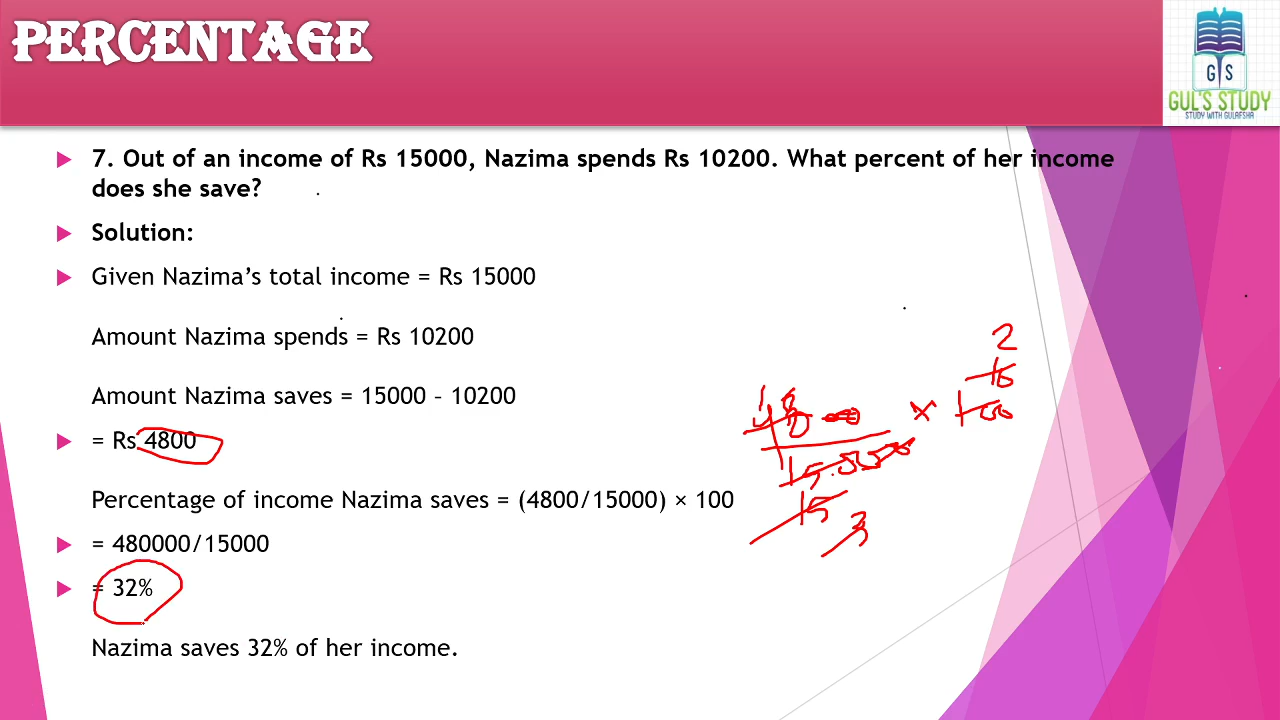 PERCENTAGE
GS
GUL'S STUDY
STUDY WITH GULAFSHA
7. Out of an income of Rs 15000, Nazima spends Rs 10200. What percent of her income
does she save?
Solution:
Given Nazima's total income = Rs 15000
Amount Nazima spends = Rs 10200
Amount Nazima saves = 15000 – 10200
= Rs 4800
Percentage of income Nazima saves = (4800/15000) × 100
= 480000/15000
= 32%
Nazima saves 32% of her income.
2
× 100
15
3